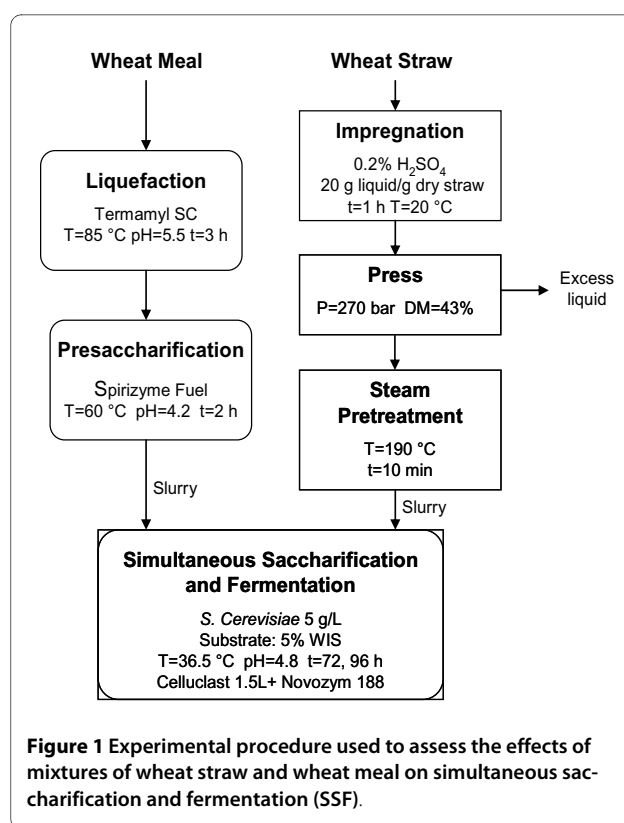 Wheat Meal
Wheat Straw
Liquefaction
Termamyl SC
T=85 °C pH=5.5 t=3 h
Presaccharification
Spirizyme Fuel
T=60 °C pH=4.2 t=2 h
Slurry
Impregnation
0.2% H₂SO₄
20 g liquid/g dry straw
t=1 h T=20 °C
Press
P=270 bar DM=43%
Excess
liquid
Steam
Pretreatment
T=190 °C
t=10 min
Slurry
Simultaneous Saccharification
and Fermentation
S. Cerevisiae 5 g/L
Substrate: 5% WIS
T=36.5 °C pH=4.8 t=72, 96 h
Celluclast 1.5L+ Novozym 188
Figure 1 Experimental procedure used to assess the effects of
mixtures of wheat straw and wheat meal on simultaneous sac-
charification and fermentation (SSF).